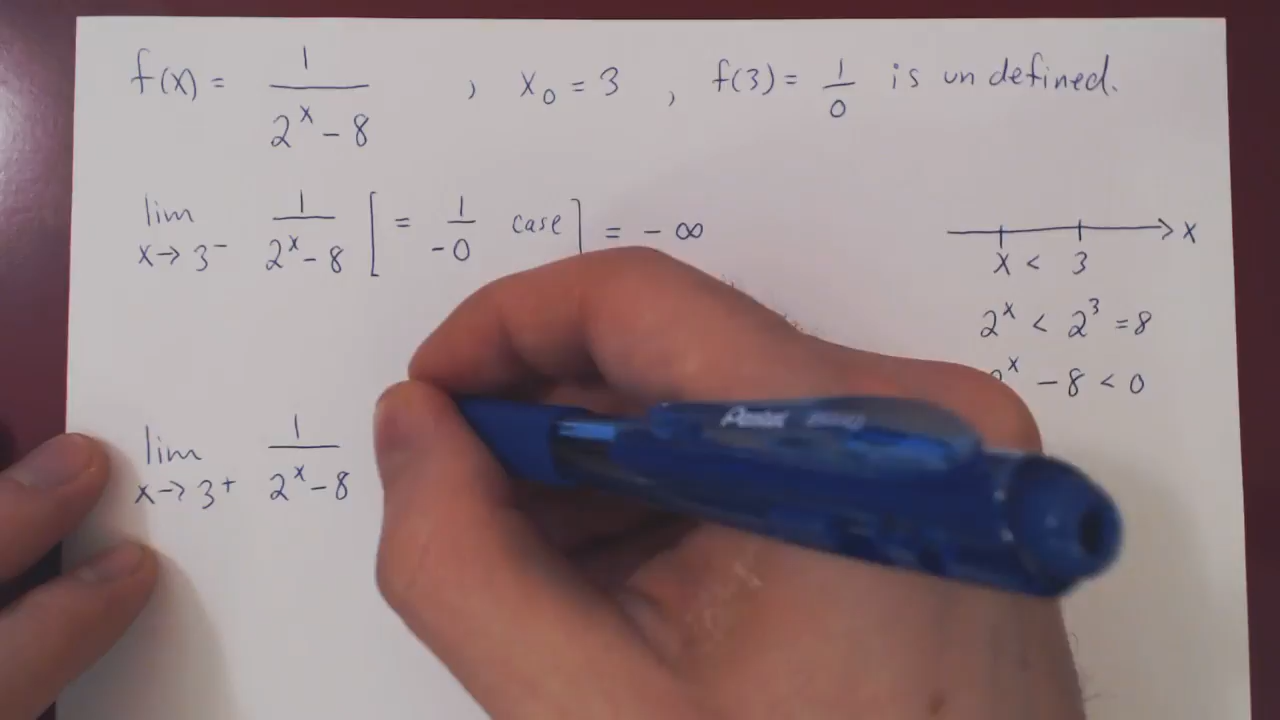 f(x) = 1/(2^x - 8) , x₀ = 3 , f(3) = 1/0 is undefined.
lim x→3⁻ 1/(2^x - 8) [ = 1/-0 case ] = -∞
x
x < 3
2^x < 2^3 = 8
^x - 8 < 0
lim x→3⁺ 1/(2^x - 8)
Pentel